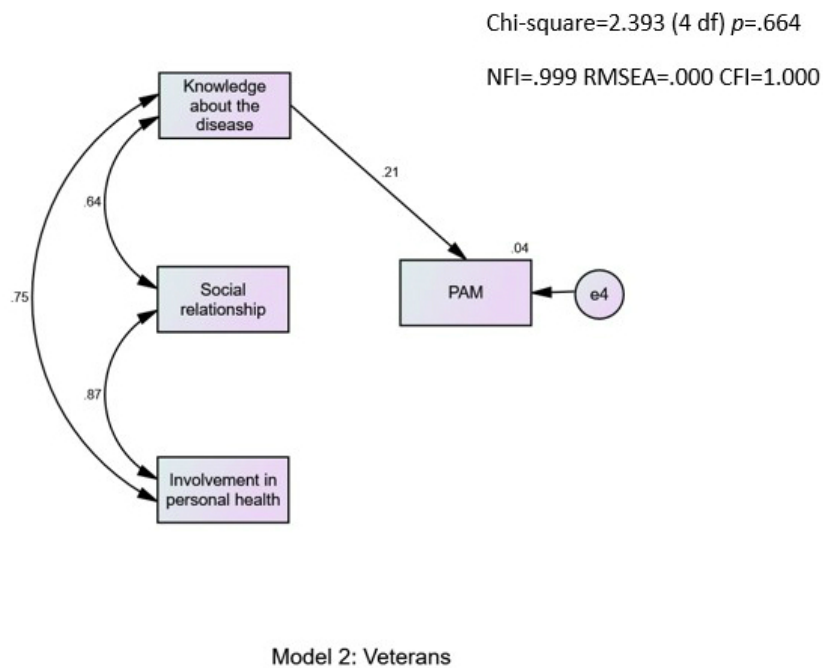 Chi-square=2.393 (4 df) p=.664
NFI=.999 RMSEA=.000 CFI=1.000
Knowledge
about the
disease
.21
.64
.04
Social
relationship
PAM
e4
.75
.87
Involvement in
personal health
Model 2: Veterans